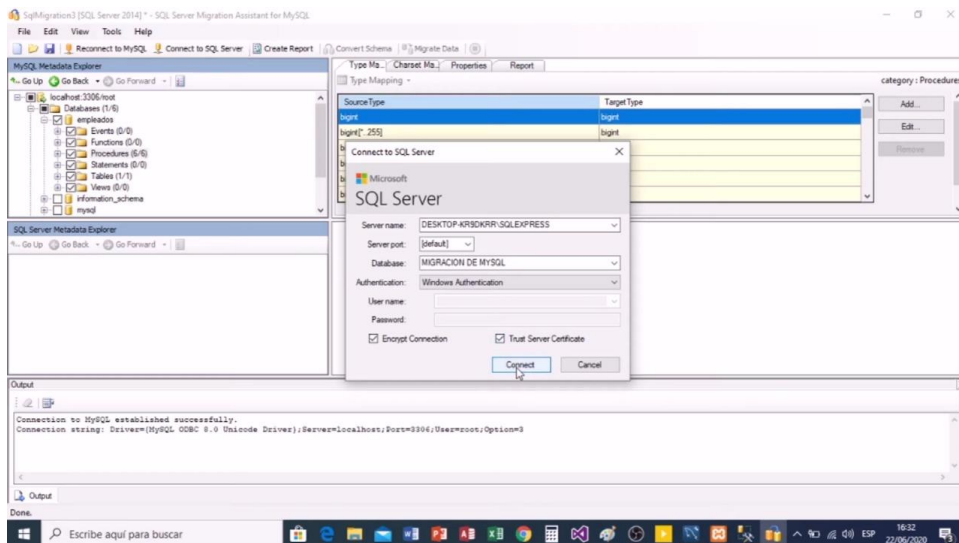 SqlMigration3 [SQL Server 2014] * - SQL Server Migration Assistant for MySQL
File Edit View Tools Help
Reconnect to MySQL Connect to SQL Server Create Report Convert Schema Migrate Data
MySQL Metadata Explorer
Go Up Go Back Go Forward
localhost:3306/root
Databases (1/6)
empleados
Events (0/0)
Functions (0/0)
Procedures (6/6)
Statements (0/0)
Tables (1/1)
Views (0/0)
information_schema
mysql
Type Ma... Charset Ma... Properties Report
Type Mapping
category : Procedure
Source Type Target Type
bigint bigint
bigint[*..255] bigint
Add...
Edit...
Remove
Connect to SQL Server
Microsoft
SQL Server
Server name: DESKTOP-KR9DKRR\SQLEXPRESS
Server port: [default]
Database: MIGRACION DE MYSQL
Authentication: Windows Authentication
User name:
Password:
Encrypt Connection Trust Server Certificate
Connect Cancel
SQL Server Metadata Explorer
Go Up Go Back Go Forward
Output
Connection to MySQL established successfully.
Connection string: Driver={MySQL ODBC 8.0 Unicode Driver};Server=localhost;Port=3306;User=root;Option=3
Output
Done.
Escribe aquí para buscar
ESP
16:32
22/06/2020